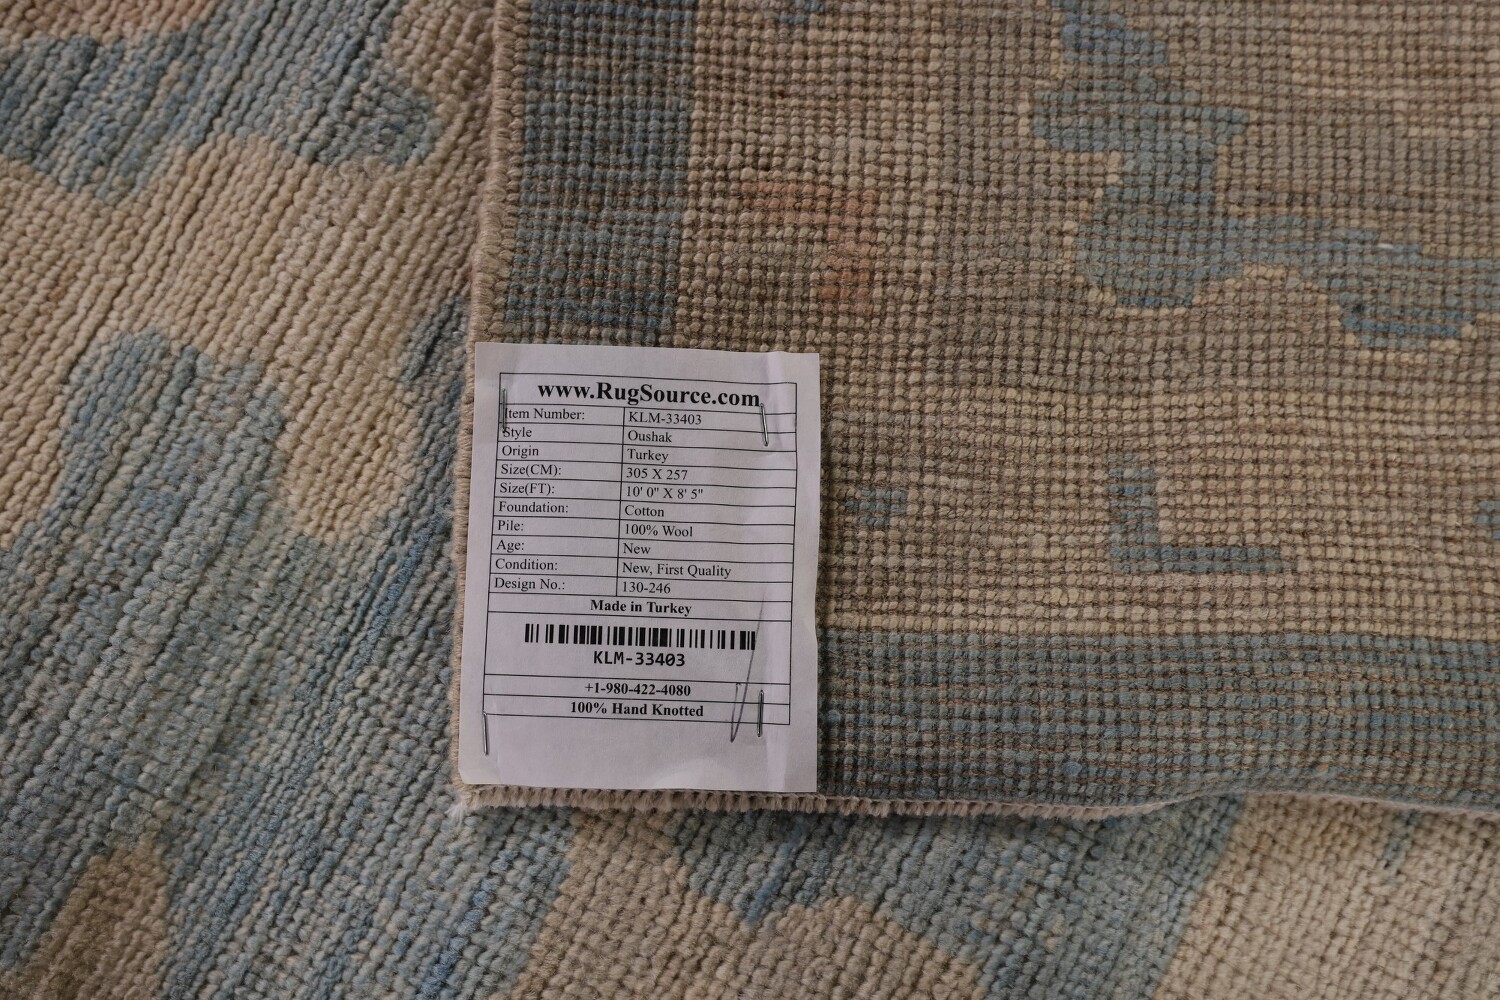 www.RugSource.com
Item Number: KLM-33403
Style Oushak
Origin Turkey
Size(CM): 305 X 257
Size(FT): 10' 0" X 8' 5"
Foundation: Cotton
Pile: 100% Wool
Age: New
Condition: New, First Quality
Design No.: 130-246
Made in Turkey
KLM-33403
+1-980-422-4080
100% Hand Knotted